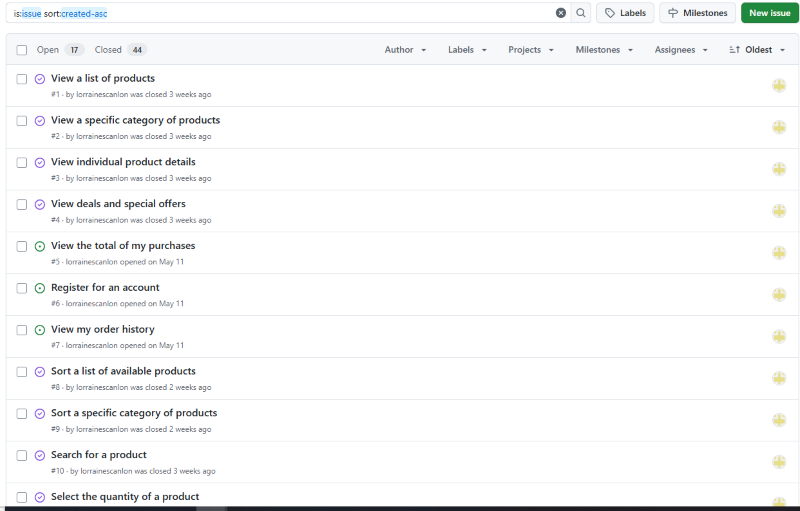 is:issue sort:created-asc
Labels
Milestones
New issue
Open 17 Closed 44
Author Labels Projects Milestones Assignees Oldest
View a list of products
#1 · by lorrainescanlon was closed 3 weeks ago
View a specific category of products
#2 · by lorrainescanlon was closed 3 weeks ago
View individual product details
#3 · by lorrainescanlon was closed 3 weeks ago
View deals and special offers
#4 · by lorrainescanlon was closed 3 weeks ago
View the total of my purchases
#5 · lorrainescanlon opened on May 11
Register for an account
#6 · lorrainescanlon opened on May 11
View my order history
#7 · lorrainescanlon opened on May 11
Sort a list of available products
#8 · by lorrainescanlon was closed 2 weeks ago
Sort a specific category of products
#9 · by lorrainescanlon was closed 2 weeks ago
Search for a product
#10 · by lorrainescanlon was closed 3 weeks ago
Select the quantity of a product